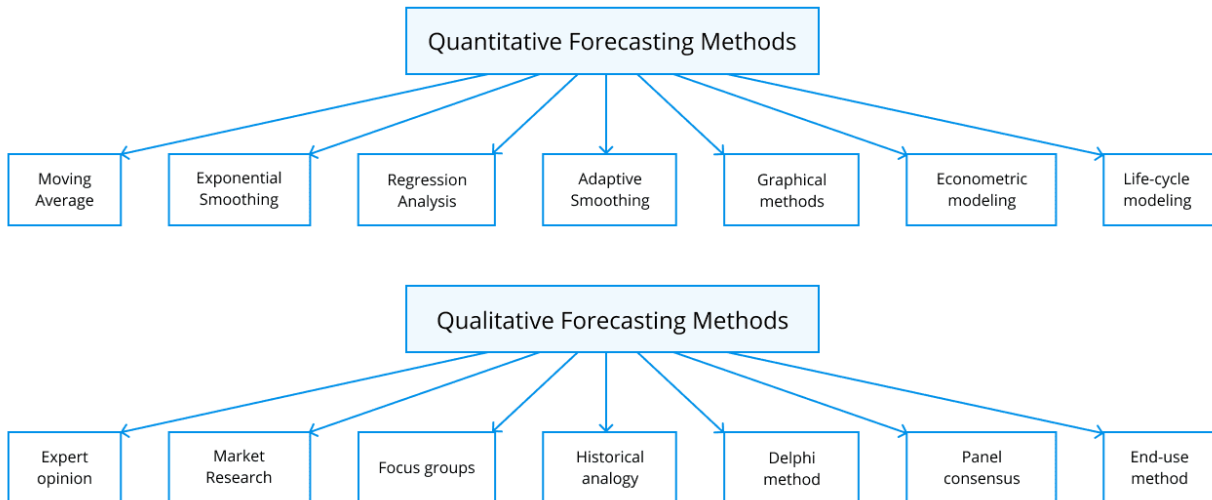 Quantitative Forecasting Methods
Moving
Average
Exponential
Smoothing
Regression
Analysis
Adaptive
Smoothing
Graphical
methods
Econometric
modeling
Life-cycle
modeling
Qualitative Forecasting Methods
Expert
opinion
Market
Research
Focus groups
Historical
analogy
Delphi
method
Panel
consensus
End-use
method